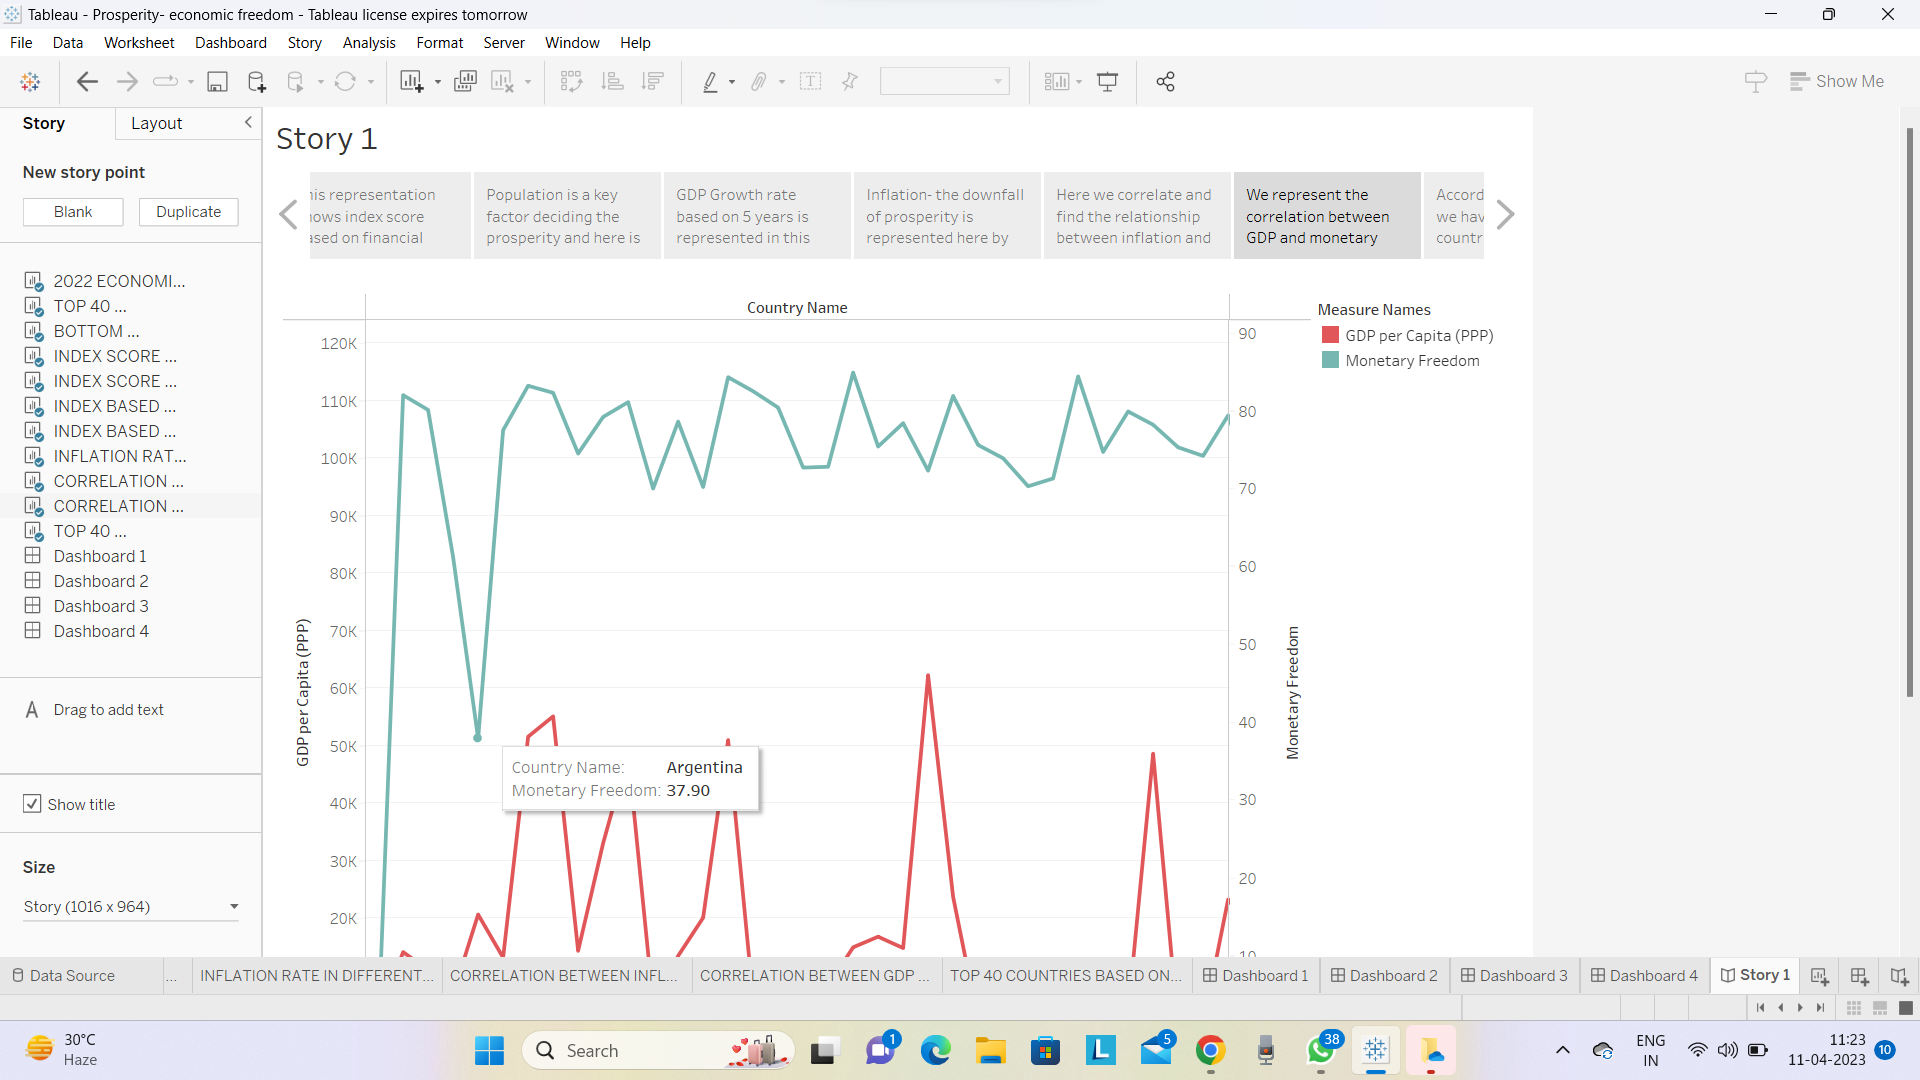 Tableau - Prosperity- economic freedom - Tableau license expires tomorrow
File Data Worksheet Dashboard Story Analysis Format Server Window Help
Show Me
Story Layout
New story point
Blank Duplicate
2022 ECONOMI...
TOP 40 ...
BOTTOM ...
INDEX SCORE ...
INDEX SCORE ...
INDEX BASED ...
INDEX BASED ...
INFLATION RAT...
CORRELATION ...
CORRELATION ...
TOP 40 ...
Dashboard 1
Dashboard 2
Dashboard 3
Dashboard 4
A Drag to add text
Show title
Size
Story (1016 x 964)
Story 1
his representation
nows index score
ased on financial
Population is a key
factor deciding the
prosperity and here is
GDP Growth rate
based on 5 years is
represented in this
Inflation- the downfall
of prosperity is
represented here by
Here we correlate and
find the relationship
between inflation and
We represent the
correlation between
GDP and monetary
Accord
we hav
countr
Country Name
120K
110K
100K
90K
80K
70K
60K
50K
40K
30K
20K
GDP per Capita (PPP)
90
80
70
60
50
40
30
20
10
Monetary Freedom
Country Name: Argentina
Monetary Freedom: 37.90
Measure Names
GDP per Capita (PPP)
Monetary Freedom
Data Source ... INFLATION RATE IN DIFFERENT... CORRELATION BETWEEN INFL... CORRELATION BETWEEN GDP ... TOP 40 COUNTRIES BASED ON... Dashboard 1 Dashboard 2 Dashboard 3 Dashboard 4 Story 1
30°C
Haze
Search
1
5
38
ENG
IN
11:23
11-04-2023
10